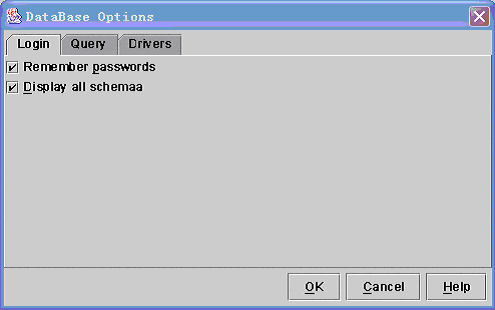 DataBase Options
Login Query Drivers
Remember passwords
Display all schemaa
OK Cancel Help